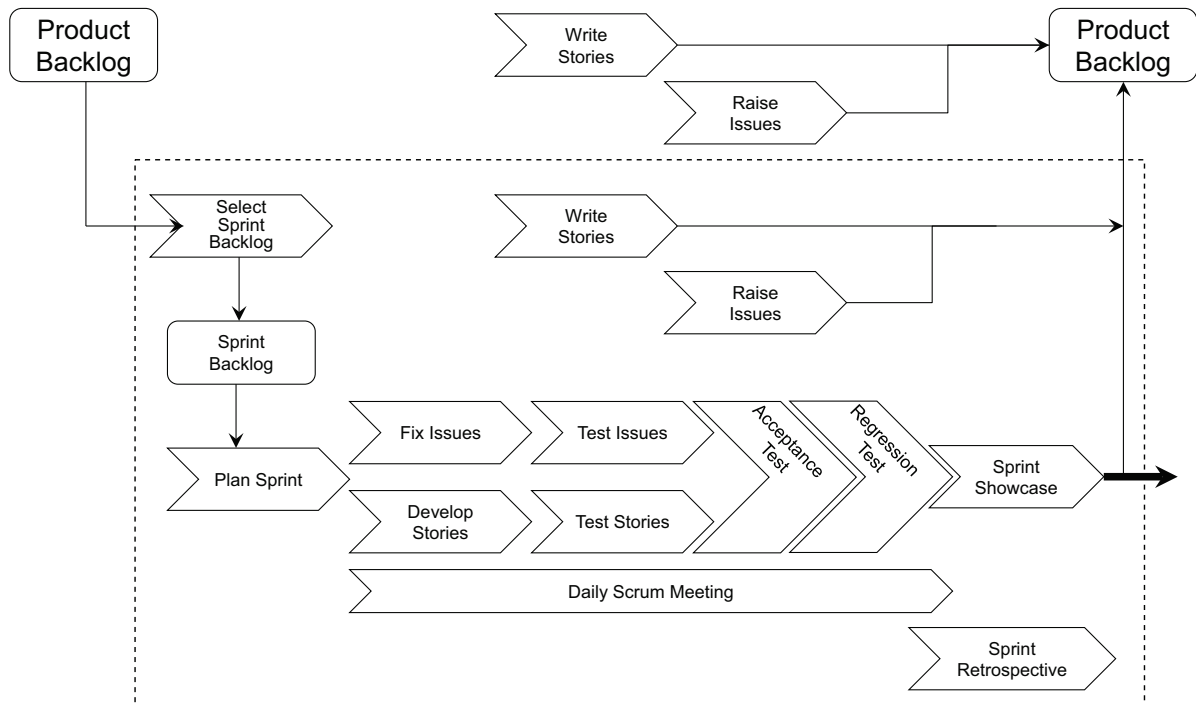 Product
Backlog
Write
Stories
Product
Backlog
Raise
Issues
Select
Sprint
Backlog
Write
Stories
Raise
Issues
Sprint
Backlog
Fix Issues
Test Issues
Acceptance
Test
Regression
Test
Plan Sprint
Sprint
Showcase
Develop
Stories
Test Stories
Daily Scrum Meeting
Sprint
Retrospective